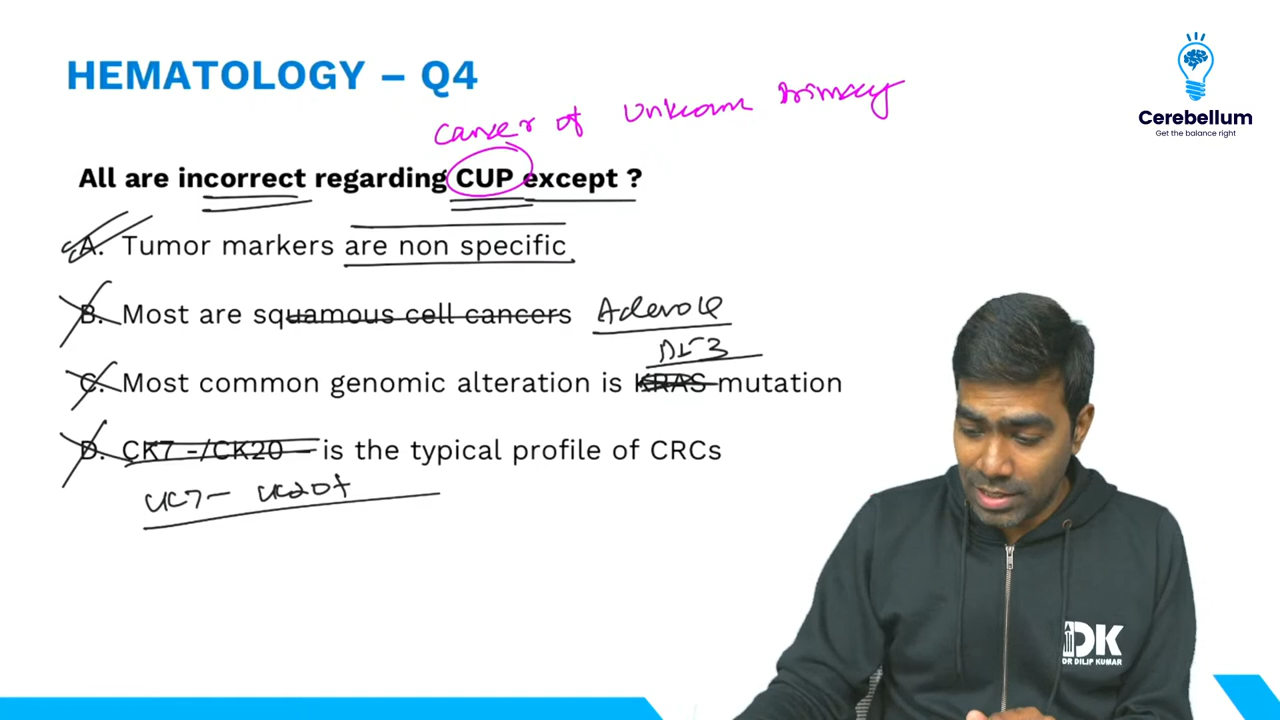 HEMATOLOGY – Q4
Cerebellum
Get the balance right
Cancer of Unknown Primary
All are incorrect regarding CUP except ?
A. Tumor markers are non specific
B. Most are squamous cell cancers Adeno
C. Most common genomic alteration is KRAS mutation
D. CK7 -/CK20 – is the typical profile of CRCs
CK7- CK20+
DK
DR DILIP KUMAR